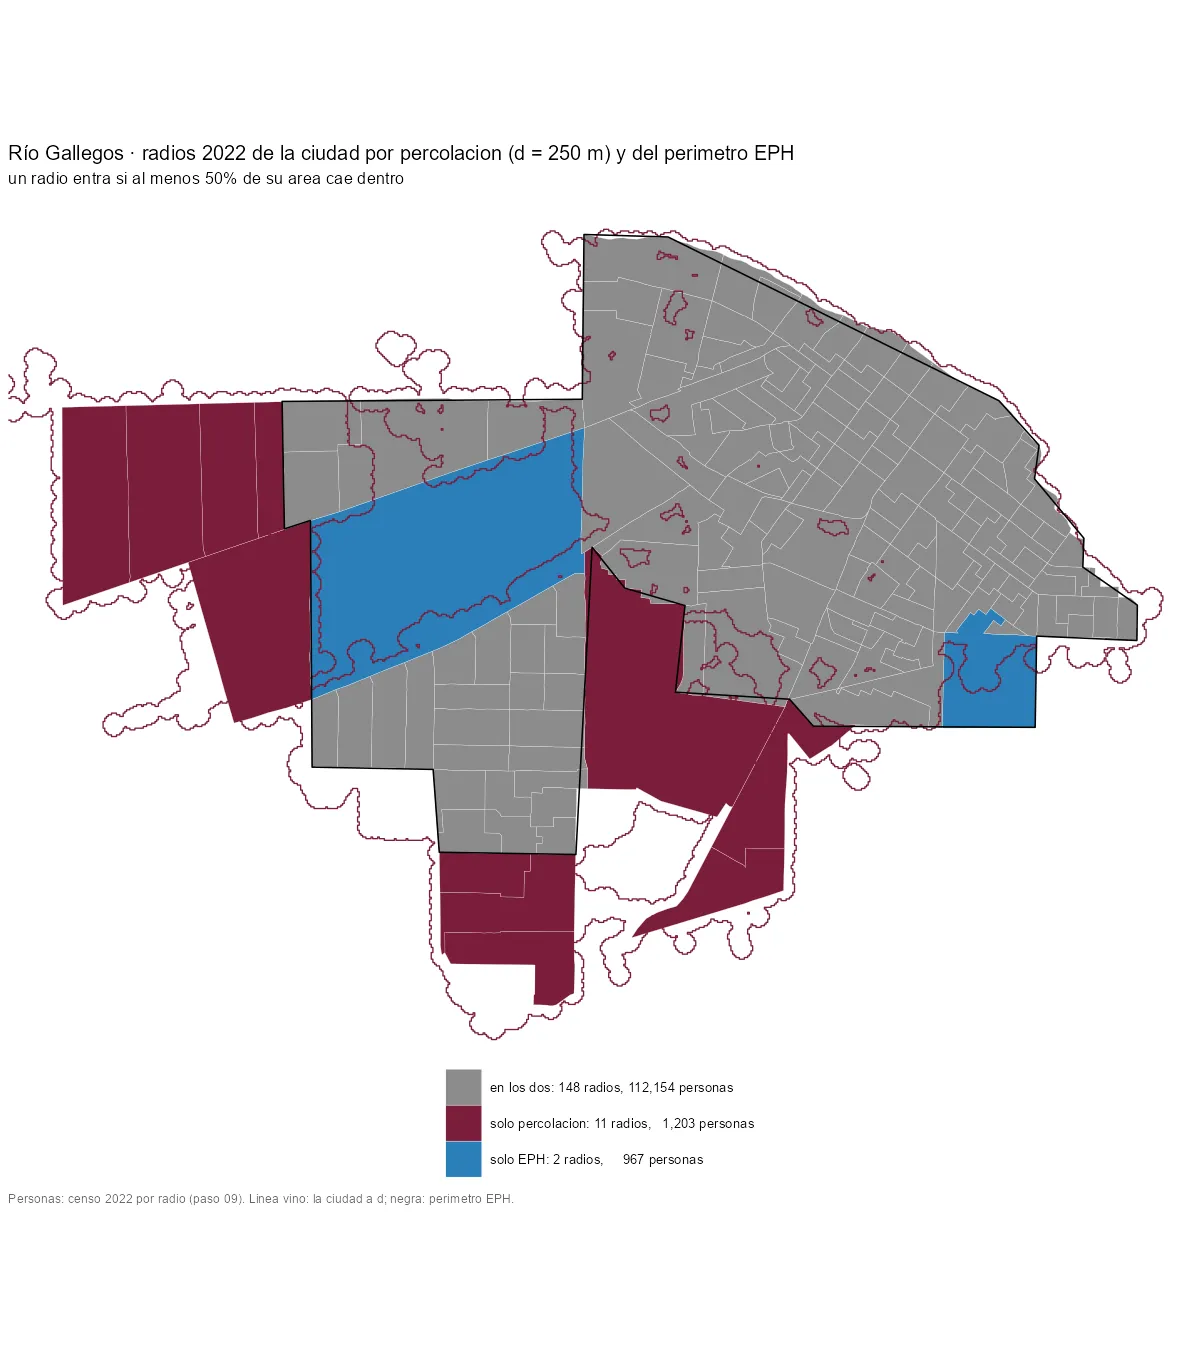 Río Gallegos · radios 2022 de la ciudad por percolacion (d = 250 m) y del perimetro EPH
un radio entra si al menos 50% de su area cae dentro
en los dos: 148 radios, 112,154 personas
solo percolacion: 11 radios, 1,203 personas
solo EPH: 2 radios, 967 personas
Personas: censo 2022 por radio (paso 09). Linea vino: la ciudad a d; negra: perimetro EPH.